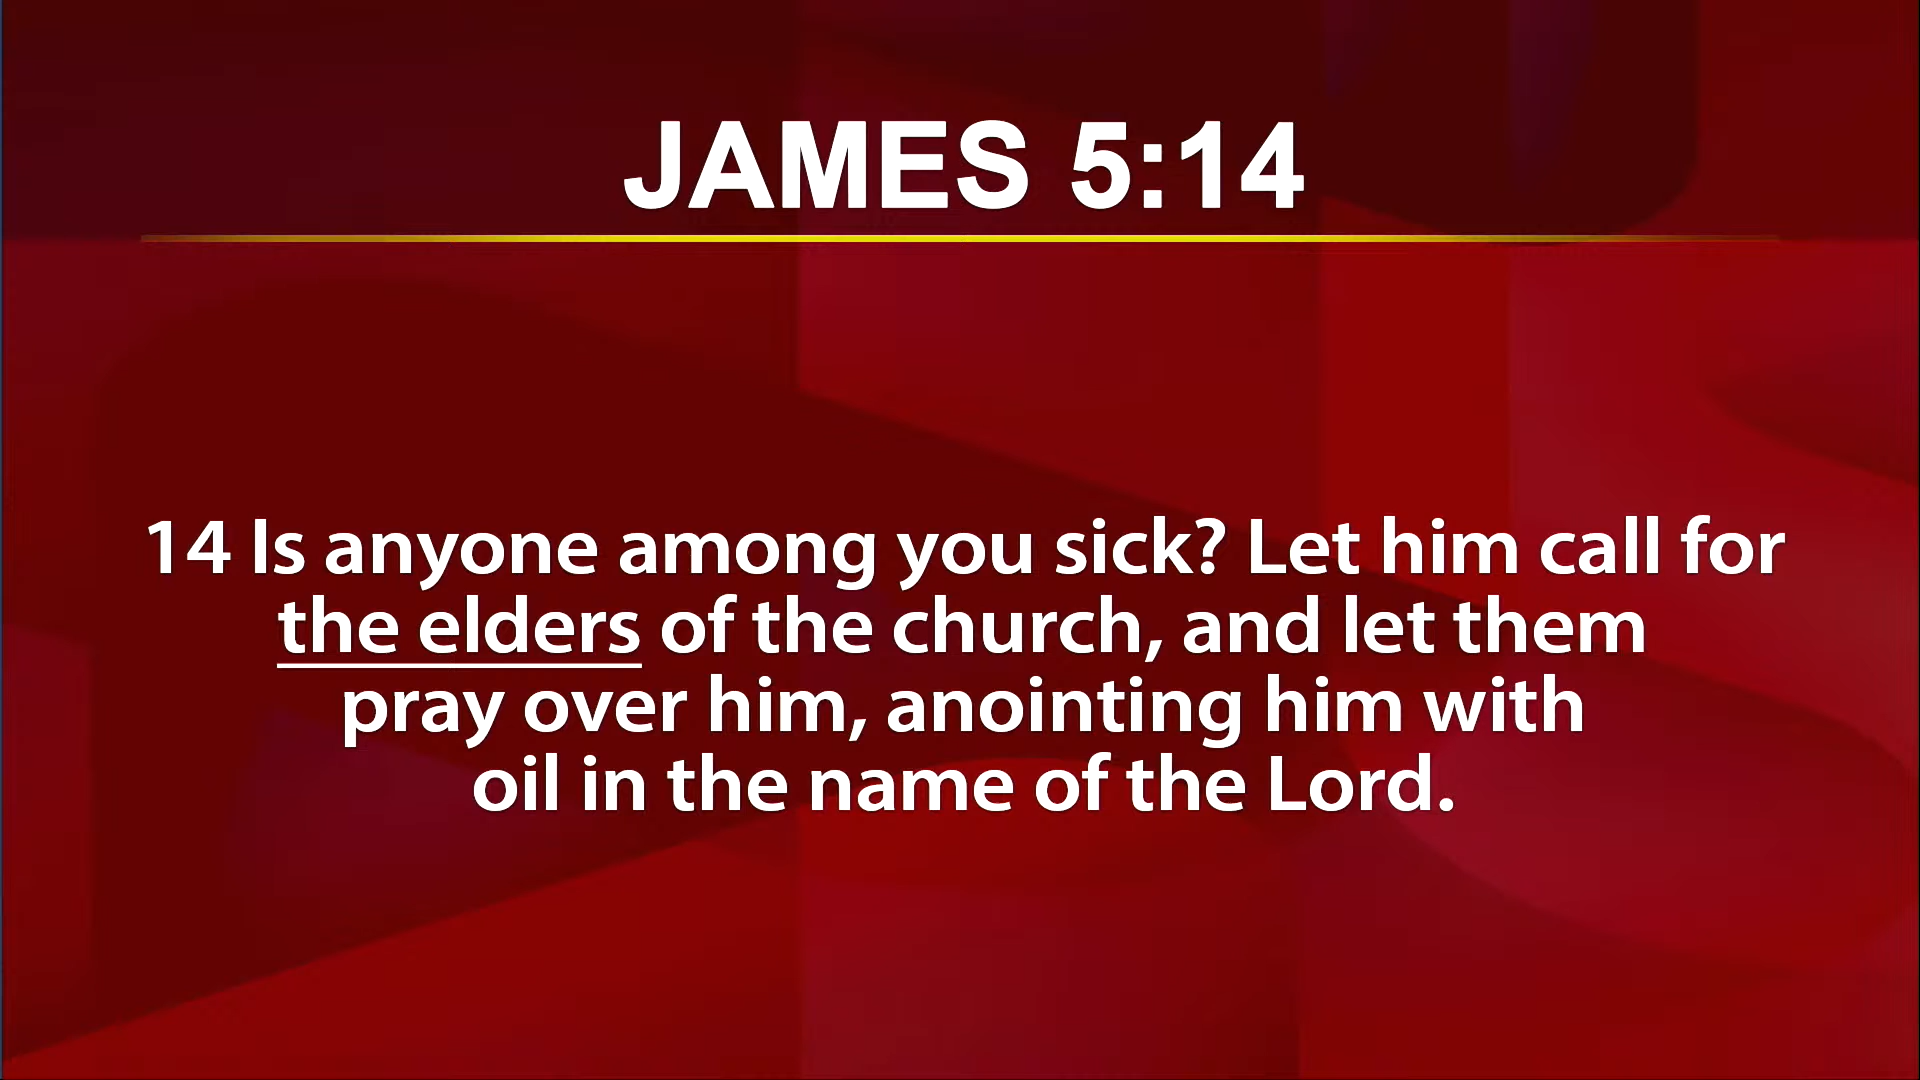 JAMES 5:14
14 Is anyone among you sick? Let him call for
the elders of the church, and let them
pray over him, anointing him with
oil in the name of the Lord.